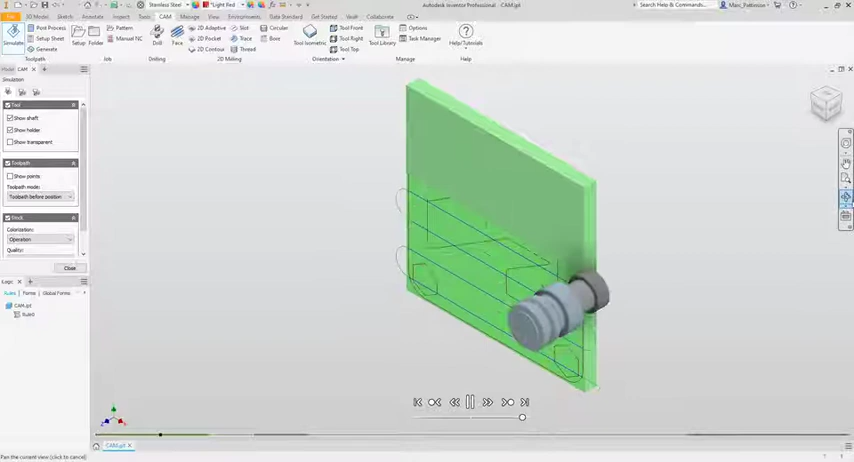 Stainless Steel
*Light Red
Autodesk Inventor Professional CAM.ipt
Search Help & Commands...
Mani_Pattinson
File
3D Model
Sketch
Annotate
Inspect
Tools
CAM
Manage
View
Environments
Data Standard
Get Started
Vault
Collaborate
Simulate
Post Process
Setup Sheet
Generate
Toolpath
Setup
Folder
Pattern
Manual NC
Job
Drill
Drilling
Face
2D Adaptive
2D Pocket
2D Contour
Slot
Trace
Thread
Circular
Bore
2D Milling
Tool Isometric
Tool Front
Tool Right
Tool Top
Orientation
Tool Library
Options
Task Manager
Manage
Help/Tutorials
Help
Model
CAM
Simulation
Tool
Show shaft
Show holder
Show transparent
Toolpath
Show points
Toolpath mode:
Toolpath before position
Stock
Colorization:
Operation
Quality:
Close
iLogic
Rules
Forms
Global Forms
CAM.ipt
Rule0
CAM.ipt
Pan the current view (click to cancel)